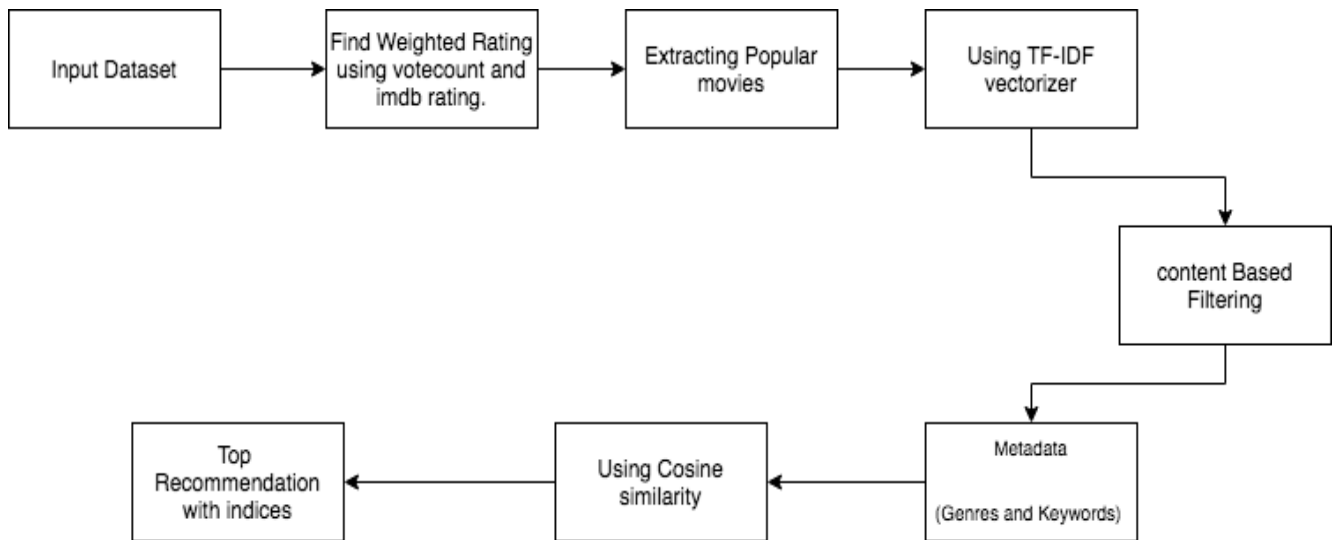 Input Dataset
Find Weighted Rating
using votecount and
imdb rating.
Extracting Popular
movies
Using TF-IDF
vectorizer
content Based
Filtering
Metadata
(Genres and Keywords)
Using Cosine
similarity
Top
Recommendation
with indices